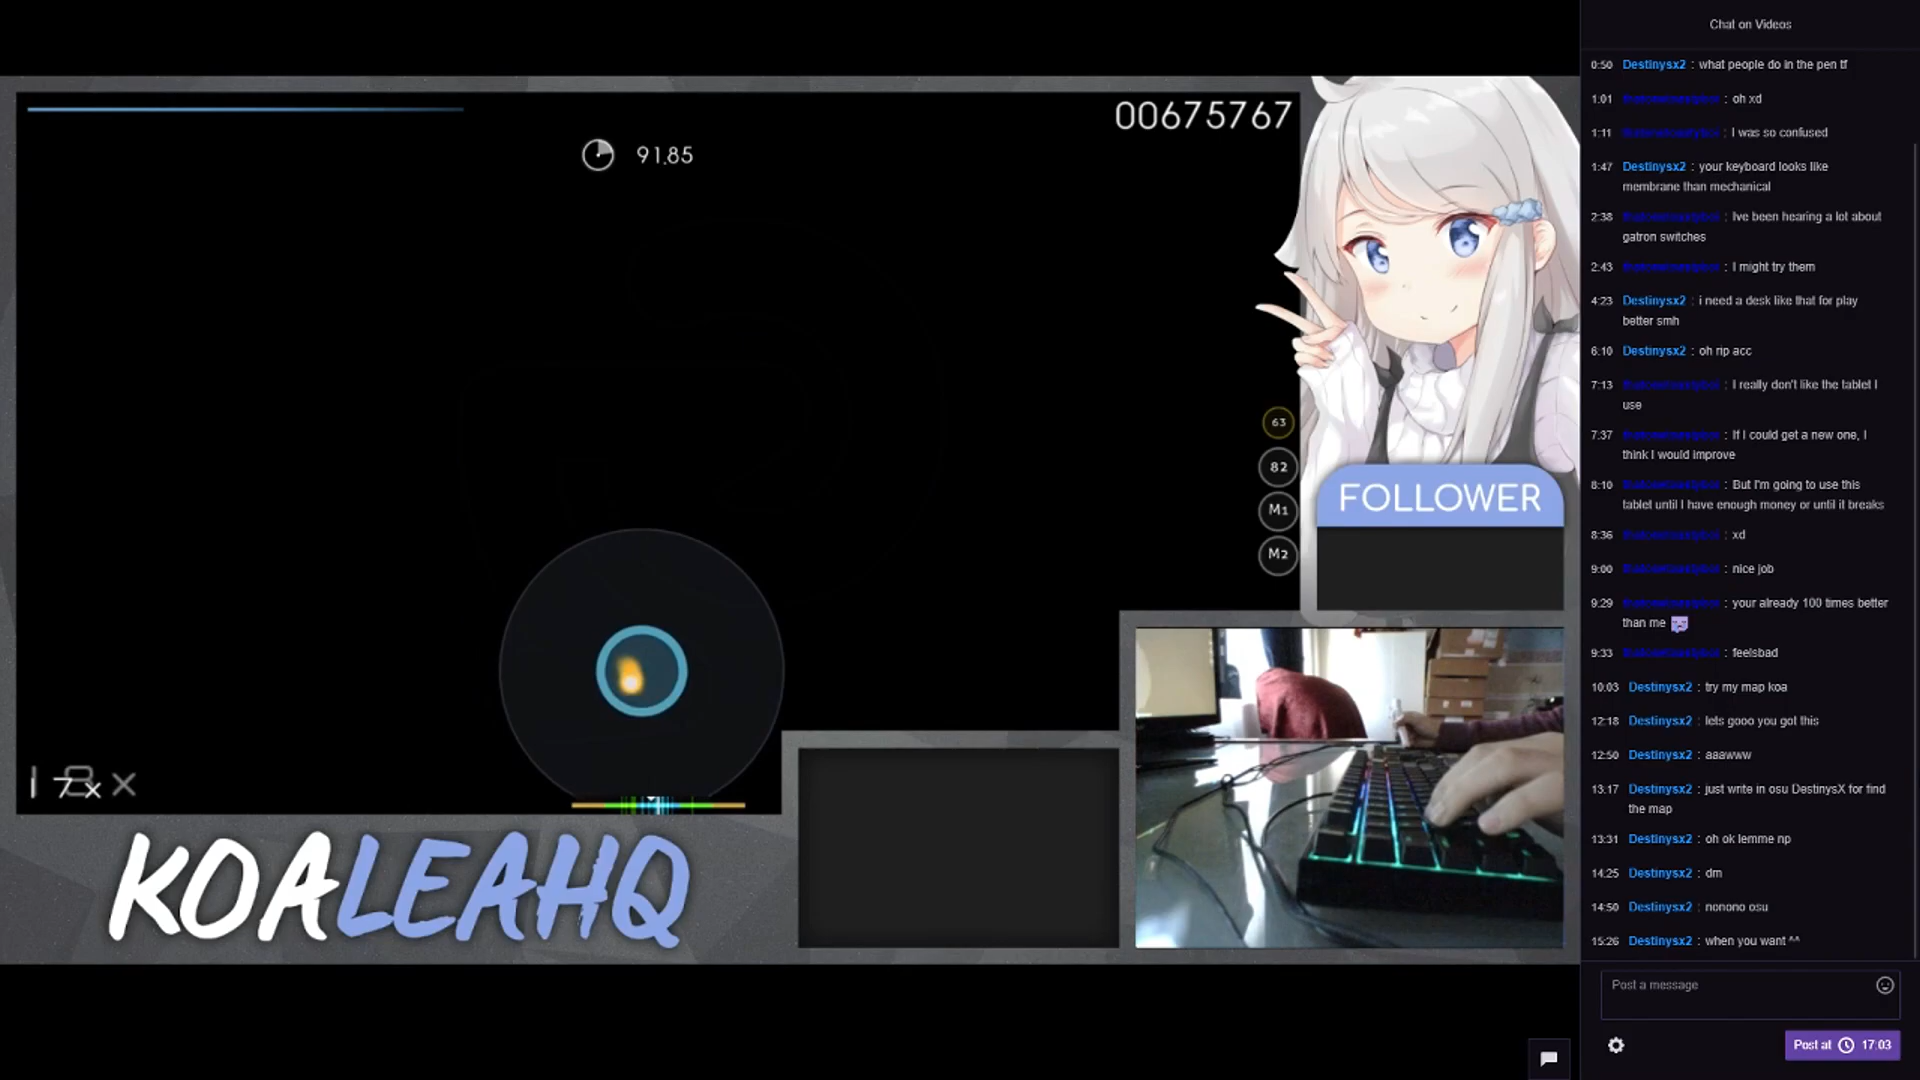 Chat on Videos
0:50 Destinysx2 : what people do in the pen tf
1:01 : oh xd
1:11 : I was so confused
1:47 Destinysx2 : your keyboard looks like
membrane than mechanical
2:38 : Ive been hearing a lot about
gatron switches
2:43 : I might try them
4:23 Destinysx2 : i need a desk like that for play
better smh
6:10 Destinysx2 : oh rip acc
7:13 : I really don't like the tablet I
use
7:37 : If I could get a new one, I
think I would improve
8:10 : But I'm going to use this
tablet until I have enough money or until it breaks
8:36 : xd
9:00 : nice job
9:29 : your already 100 times better
than me
9:33 : feelsbad
10:03 Destinysx2 : try my map koa
12:18 Destinysx2 : lets gooo you got this
12:50 Destinysx2 : aaawww
13:17 Destinysx2 : just write in osu DestinysX for find
the map
13:31 Destinysx2 : oh ok lemme np
14:25 Destinysx2 : dm
14:50 Destinysx2 : nonono osu
15:26 Destinysx2 : when you want ^^
Post a message
Post at 17:03
00675767
91.85
63
82
M1
M2
FOLLOWER
KOALEAHQ